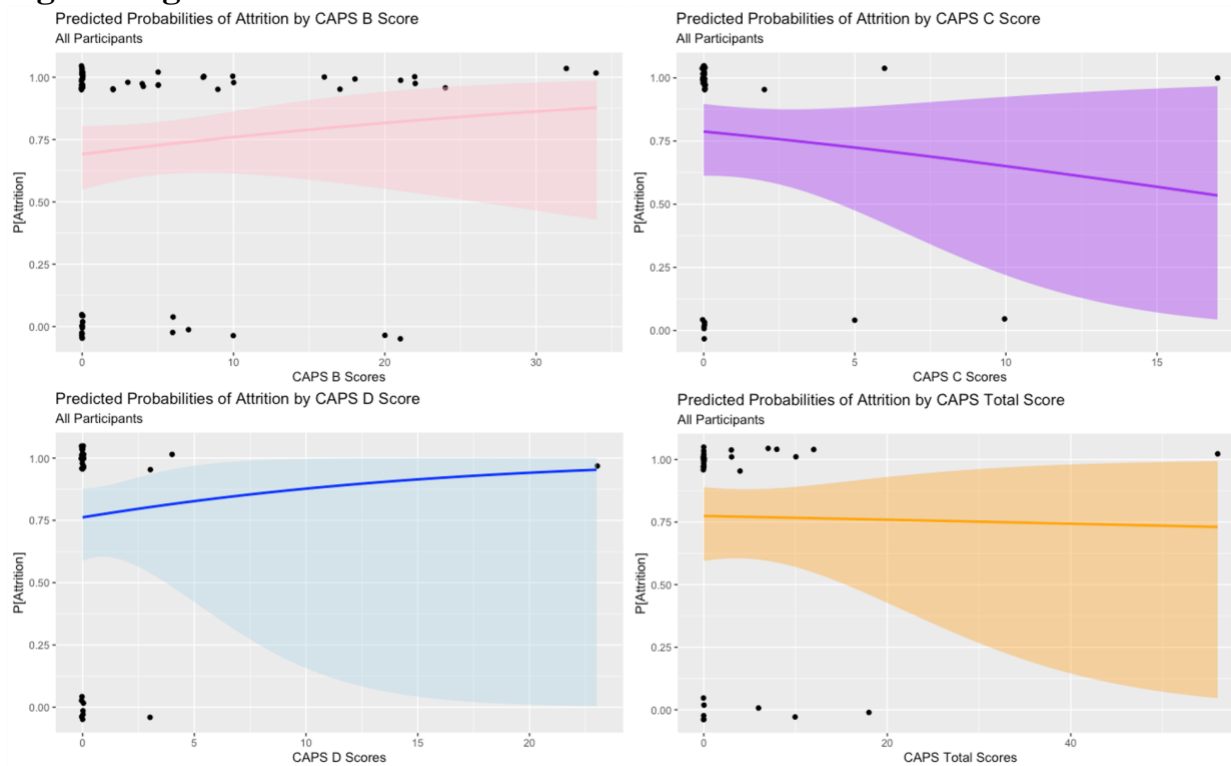 Predicted Probabilities of Attrition by CAPS B Score
All Participants
1.00
0.75
0.50
0.25
0.00
P[Attrition]
0 10 20 30
CAPS B Scores
Predicted Probabilities of Attrition by CAPS C Score
All Participants
1.00
0.75
0.50
0.25
0.00
P[Attrition]
0 5 10 15
CAPS C Scores
Predicted Probabilities of Attrition by CAPS D Score
All Participants
1.00
0.75
0.50
0.25
0.00
P[Attrition]
0 5 10 15 20
CAPS D Scores
Predicted Probabilities of Attrition by CAPS Total Score
All Participants
1.00
0.75
0.50
0.25
0.00
P[Attrition]
0 20 40
CAPS Total Scores